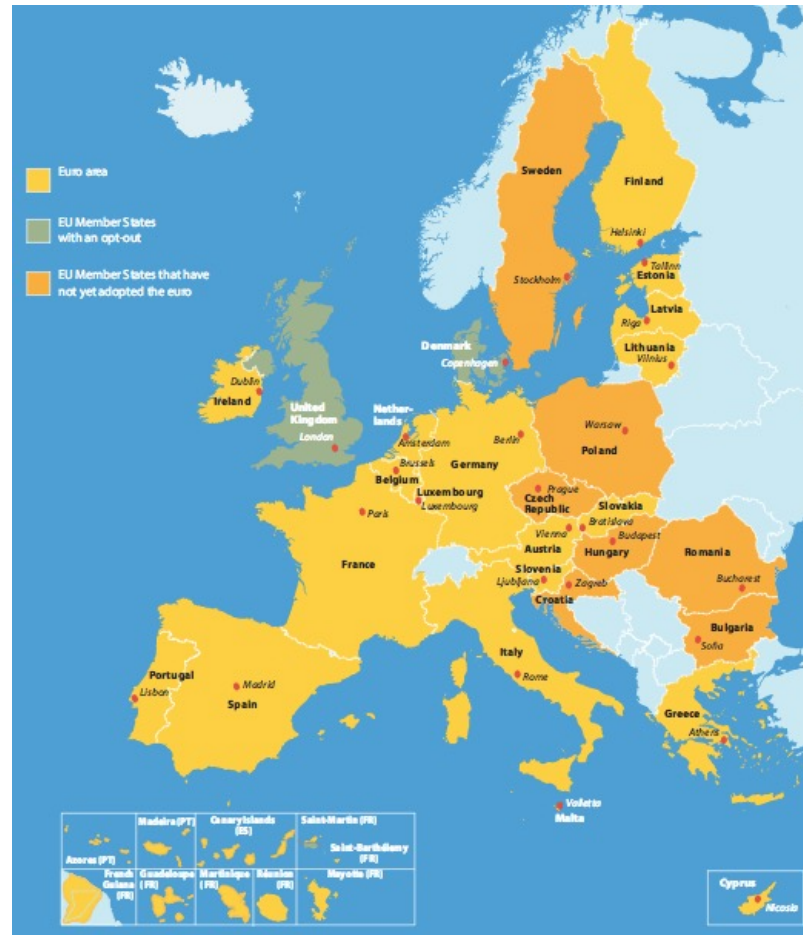 Euro area
EU Member States
with an opt-out
EU Member States that have
not yet adopted the euro
Sweden
Finland
Helsinki
Stockholm
Tallinn
Estonia
Latvia
Riga
Lithuania
Vilnius
Denmark
Copenhagen
Dublin
Ireland
United
Kingdom
London
Nether-
lands
Amsterdam
Berlin
Warsaw
Poland
Brussels
Belgium
Germany
Luxembourg
Luxembourg
Prague
Czech
Republic
Slovakia
Bratislava
Paris
Vienna
Budapest
Austria
Hungary
Romania
France
Slovenia
Ljubljana
Zagreb
Croatia
Bucharest
Bulgaria
Sofia
Italy
Rome
Portugal
Lisbon
Madrid
Spain
Greece
Athens
Valletta
Malta
Madeira (PT)
Canary Islands
(ES)
Saint-Martin (FR)
Azores (PT)
Saint-Barthélemy
(FR)
French
Guiana
(FR)
Guadeloupe
(FR)
Martinique
(FR)
Réunion
(FR)
Mayotte (FR)
Cyprus
Nicosia